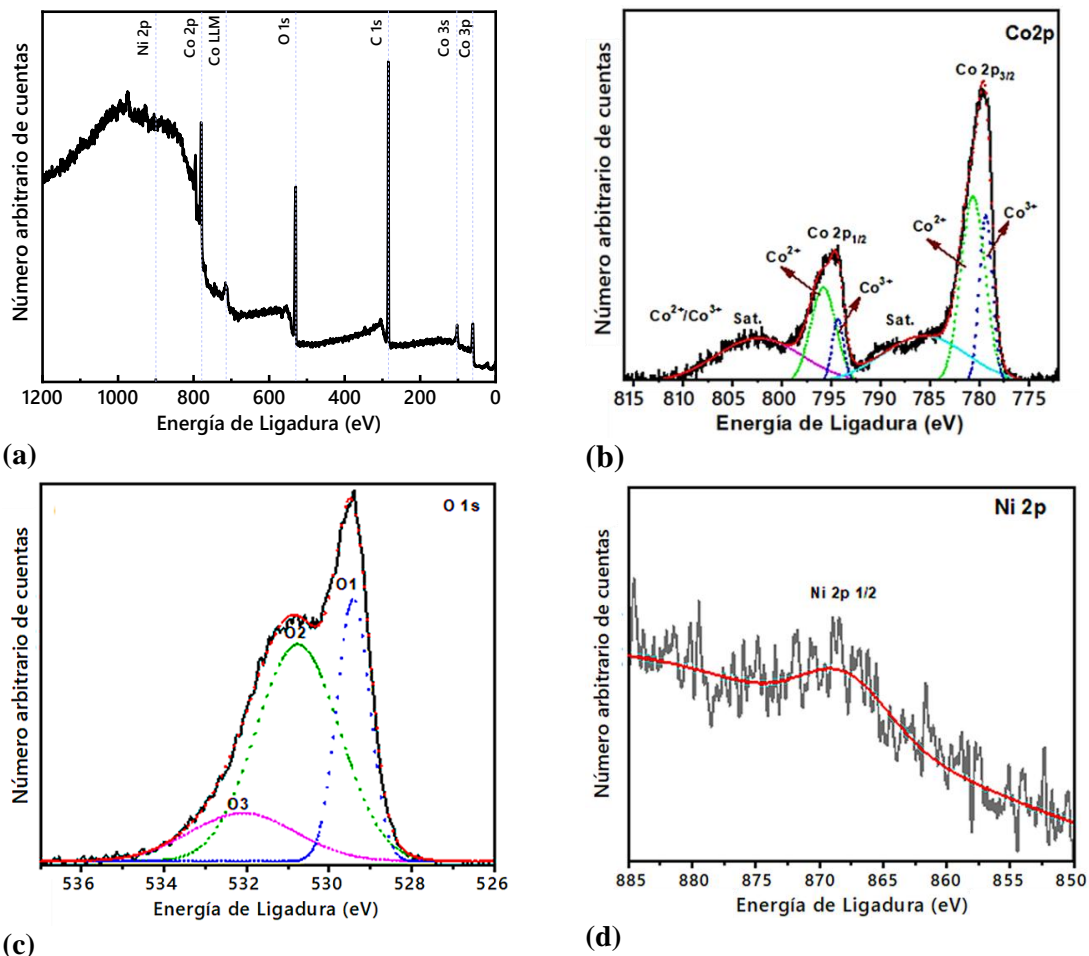 Número arbitrario de cuentas
Ni 2p
Co 2p
Co LLM
O 1s
C 1s
Co 3s
Co 3p
1200 1000 800 600 400 200 0
Energía de Ligadura (eV)
(a)
Número arbitrario de cuentas
Co2p
Co 2p3/2
Co 2p1/2
Co2+
Co3+
Co2+
Co3+
Co2+/Co3+
Sat.
Sat.
815 810 805 800 795 790 785 780 775
Energía de Ligadura (eV)
(b)
Número arbitrario de cuentas
O 1s
O1
O2
O3
536 534 532 530 528 526
Energía de Ligadura (eV)
(c)
Número arbitrario de cuentas
Ni 2p
Ni 2p 1/2
885 880 875 870 865 860 855 850
Energía de Ligadura (eV)
(d)